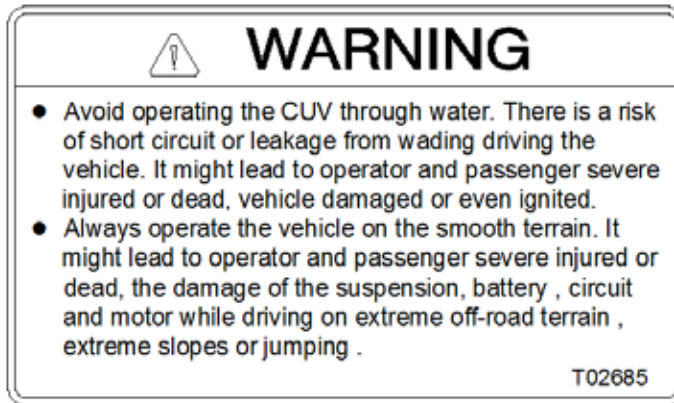 WARNING
● Avoid operating the CUV through water. There is a risk
of short circuit or leakage from wading driving the
vehicle. It might lead to operator and passenger severe
injured or dead, vehicle damaged or even ignited.
● Always operate the vehicle on the smooth terrain. It
might lead to operator and passenger severe injured or
dead, the damage of the suspension, battery , circuit
and motor while driving on extreme off-road terrain ,
extreme slopes or jumping .
T02685